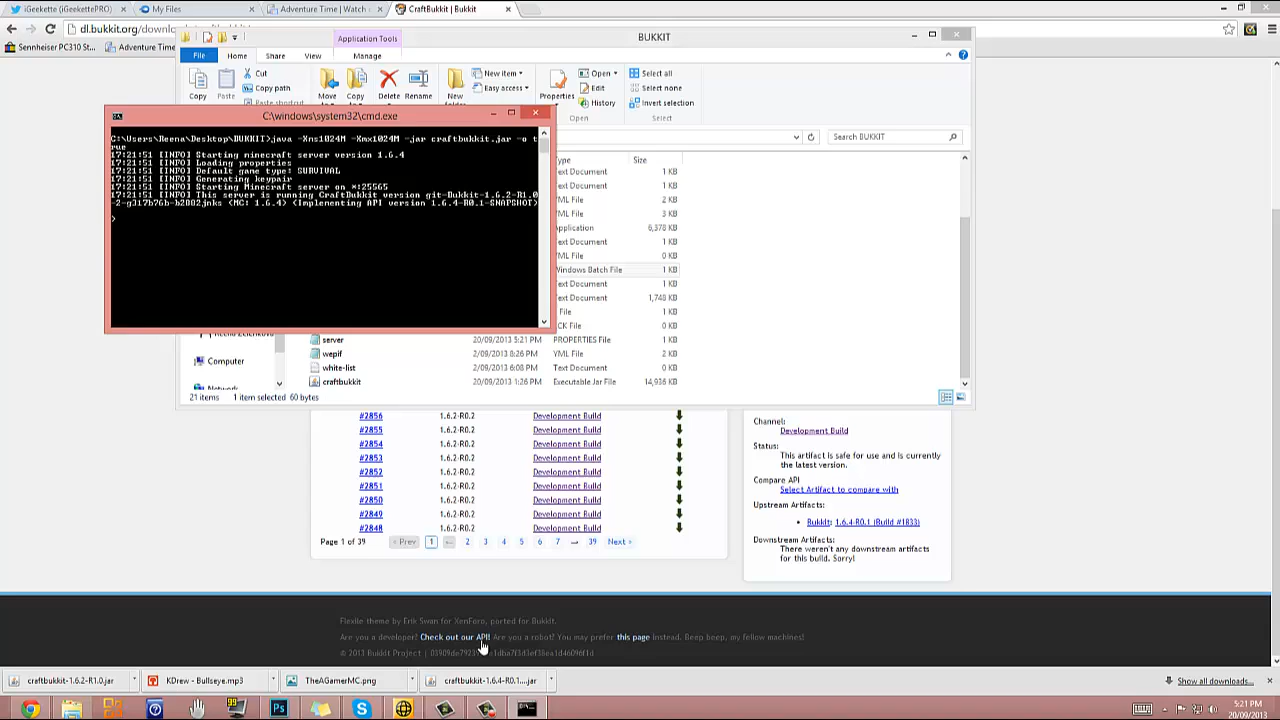 iGeekette (iGeekettePRO)
My Files
Adventure Time | Watch
CraftBukkit | Bukkit
dl.bukkit.org/downloa
Sennheiser PC310 St...
Adventure Time
Application Tools
BUKKIT
File
Home
Share
View
Manage
Copy
Paste
Cut
Copy path
Paste shortcut
Move
Copy
Delete
Rename
New
folder
New item
Easy access
Properties
Open
Edit
History
Open
Select all
Select none
Invert selection
Select
Search BUKKIT
C:\windows\system32\cmd.exe
C:\Users\Reena\Desktop\BUKKIT>java -Xms1024M -Xmx1024M -jar craftbukkit.jar -o t
rue
17:21:51 [INFO] Starting minecraft server version 1.6.4
17:21:51 [INFO] Loading properties
17:21:51 [INFO] Default game type: SURVIVAL
17:21:51 [INFO] Generating keypair
17:21:51 [INFO] Starting Minecraft server on *:25565
17:21:51 [INFO] This server is running CraftBukkit version git-Bukkit-1.6.2-R1.0
-2-g317b76b-b2882jnks (MC: 1.6.4) (Implementing API version 1.6.4-R0.1-SNAPSHOT)
>
Type Size
Text Document 1 KB
Text Document 1 KB
YML File 2 KB
YML File 3 KB
Application 6,378 KB
Text Document 1 KB
YML File 0 KB
Windows Batch File 1 KB
Text Document 1 KB
Text Document 1,748 KB
File 1 KB
LCK File 0 KB
server 20/09/2013 5:21 PM PROPERTIES File 1 KB
wepif 2/09/2013 8:26 PM YML File 2 KB
white-list 2/09/2013 6:08 PM Text Document 1 KB
craftbukkit 20/09/2013 1:26 PM Executable Jar File 14,936 KB
Computer
Network
21 items 1 item selected 60 bytes
#2856 1.6.2-R0.2 Development Build
#2855 1.6.2-R0.2 Development Build
#2854 1.6.2-R0.2 Development Build
#2853 1.6.2-R0.2 Development Build
#2852 1.6.2-R0.2 Development Build
#2851 1.6.2-R0.2 Development Build
#2850 1.6.2-R0.2 Development Build
#2849 1.6.2-R0.2 Development Build
#2848 1.6.2-R0.2 Development Build
Page 1 of 39 < Prev 1 ... 2 3 4 5 6 7 → 39 Next >
Channel:
Development Build
Status:
This artifact is safe for use and is currently
the latest version.
Compare API
Select Artifact to compare with
Upstream Artifacts:
Bukkit: 1.6.4-R0.1 (Build #1833)
Downstream Artifacts:
There weren't any downstream artifacts
for this build. Sorry!
Flexile theme by Erik Swan for XenForo, ported for Bukkit.
Are you a developer? Check out our API! Are you a robot? You may prefer this page instead. Beep beep, my fellow machines!
© 2013 Bukkit Project |
craftbukkit-1.6.2-R1.0.jar
KDrew - Bullseye.mp3
TheAGamerMC.png
craftbukkit-1.6.4-R0.1....jar
Show all downloads...
5:21 PM
20/09/2013